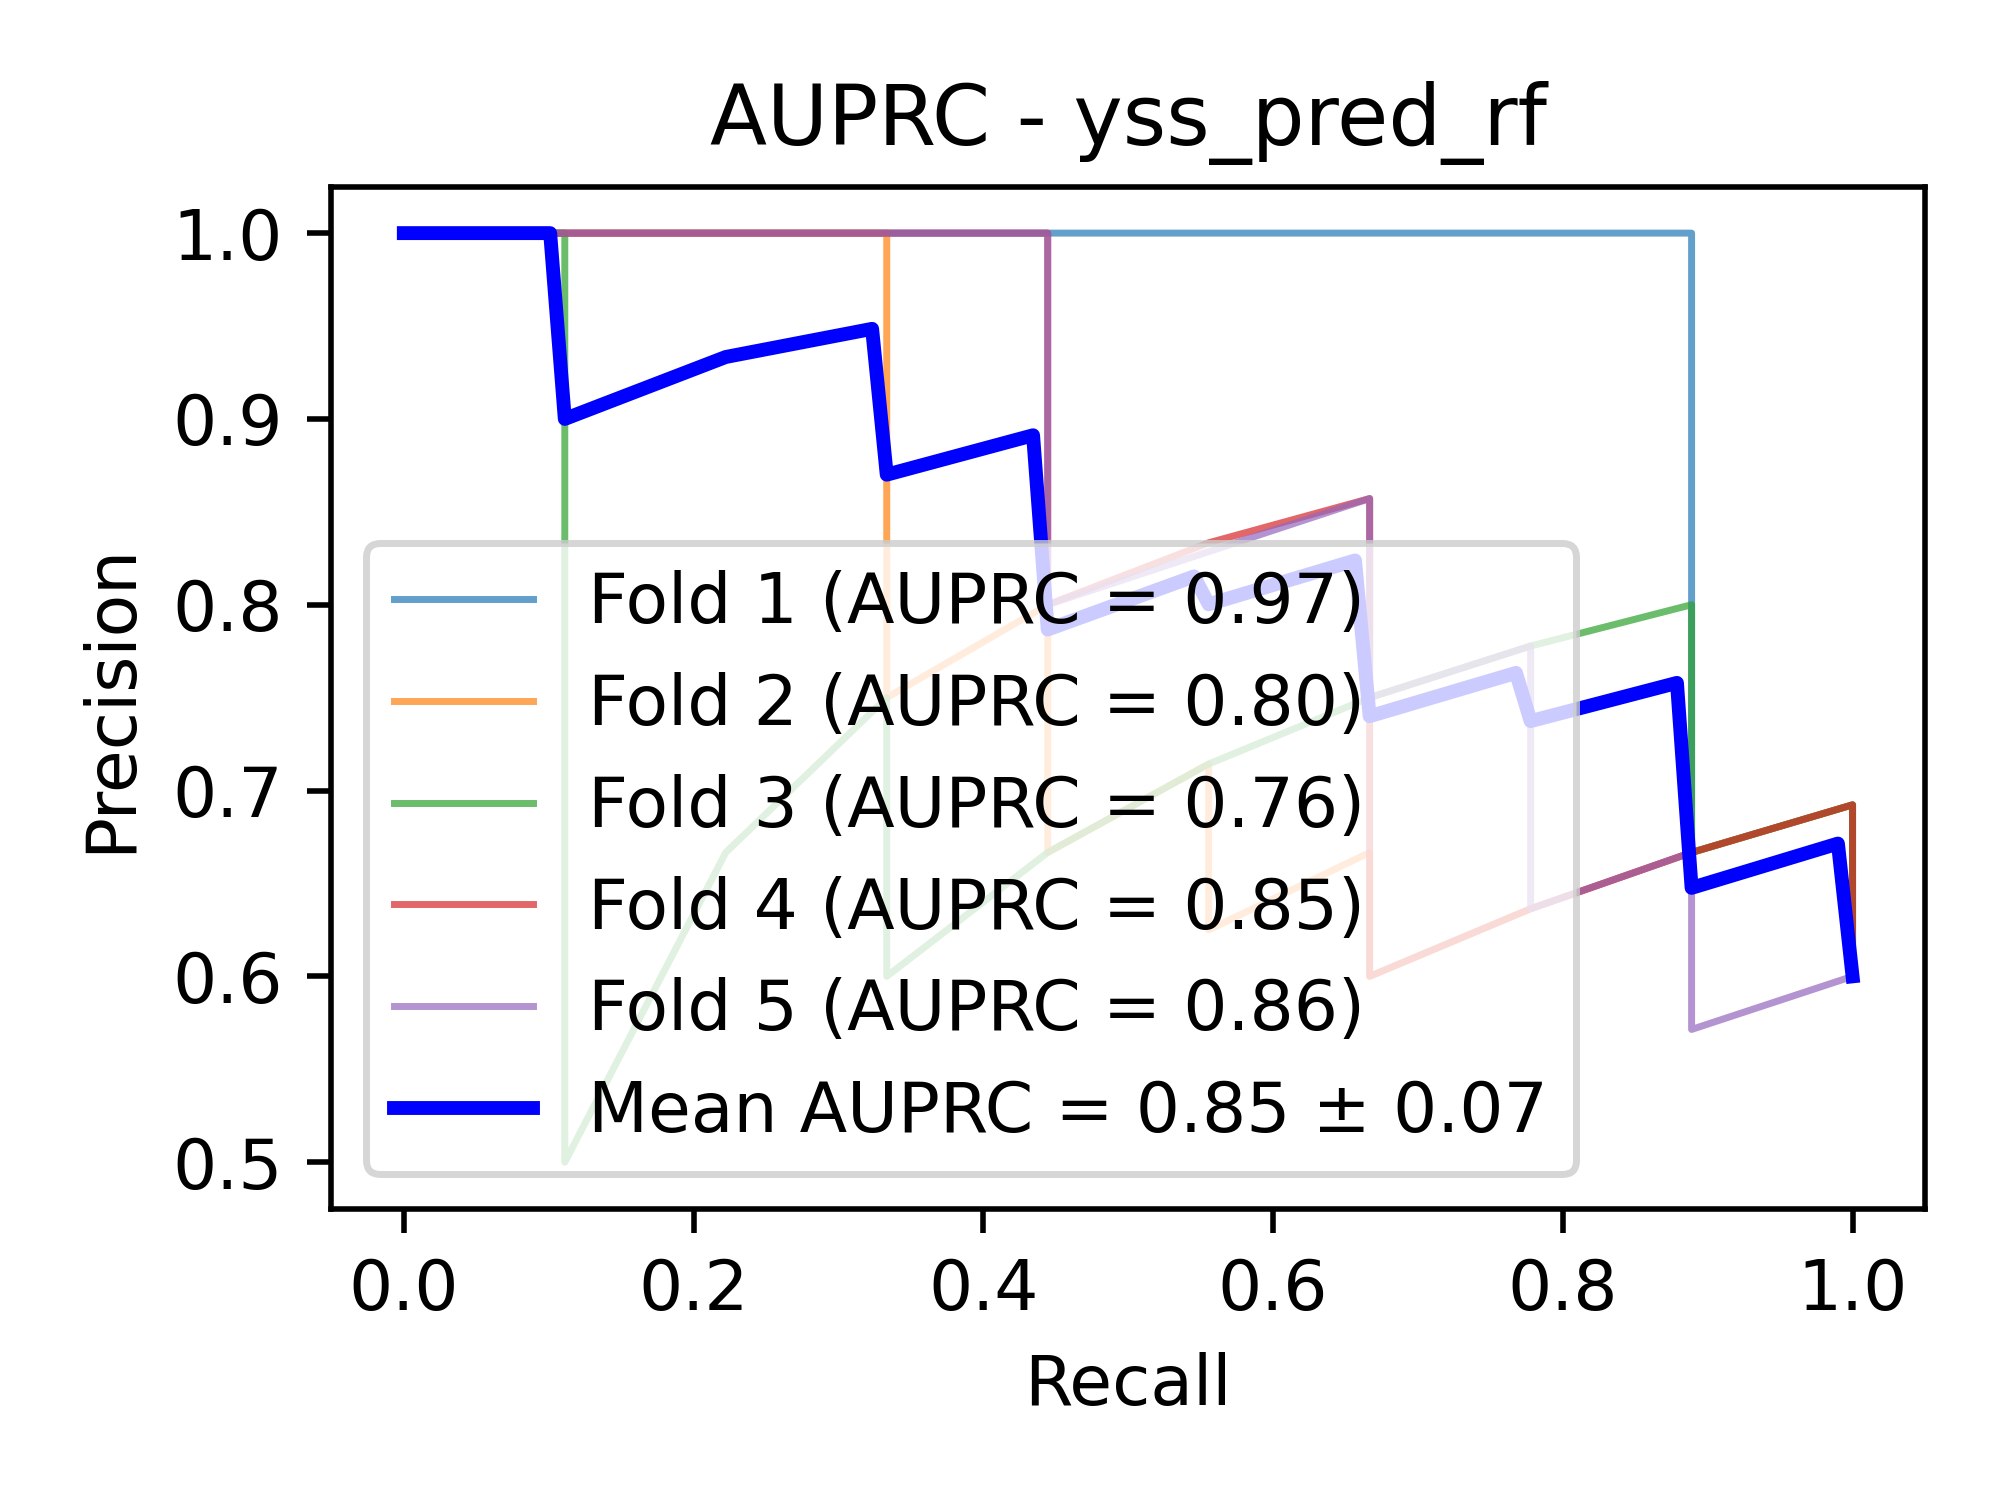 AUPRC - yss_pred_rf
1.0
0.9
0.8
0.7
0.6
0.5
Precision
Fold 1 (AUPRC = 0.97)
Fold 2 (AUPRC = 0.80)
Fold 3 (AUPRC = 0.76)
Fold 4 (AUPRC = 0.85)
Fold 5 (AUPRC = 0.86)
Mean AUPRC = 0.85 ± 0.07
0.0 0.2 0.4 0.6 0.8 1.0
Recall